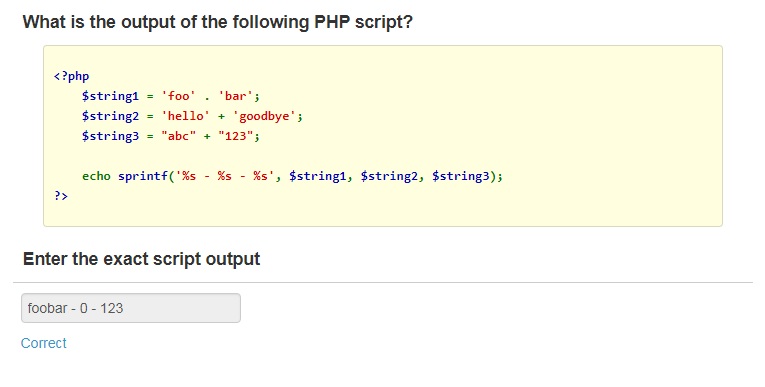 What is the output of the following PHP script?
<?php
$string1 = 'foo' . 'bar';
$string2 = 'hello' + 'goodbye';
$string3 = "abc" + "123";
echo sprintf('%s - %s - %s', $string1, $string2, $string3);
?>
Enter the exact script output
foobar - 0 - 123
Correct